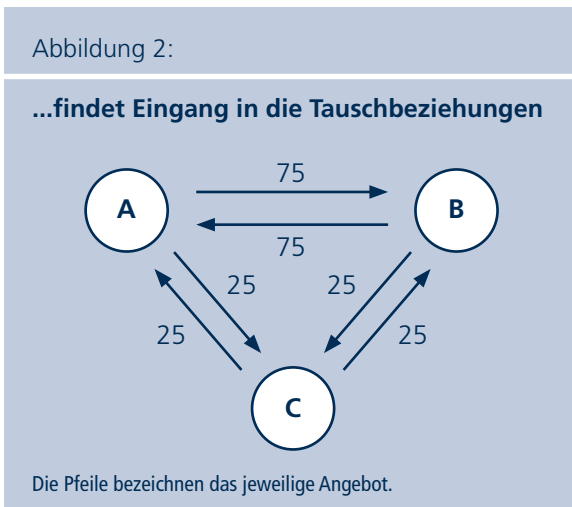 Abbildung 2:
...findet Eingang in die Tauschbeziehungen
75
A
B
75
25
25
25
25
C
Die Pfeile bezeichnen das jeweilige Angebot.